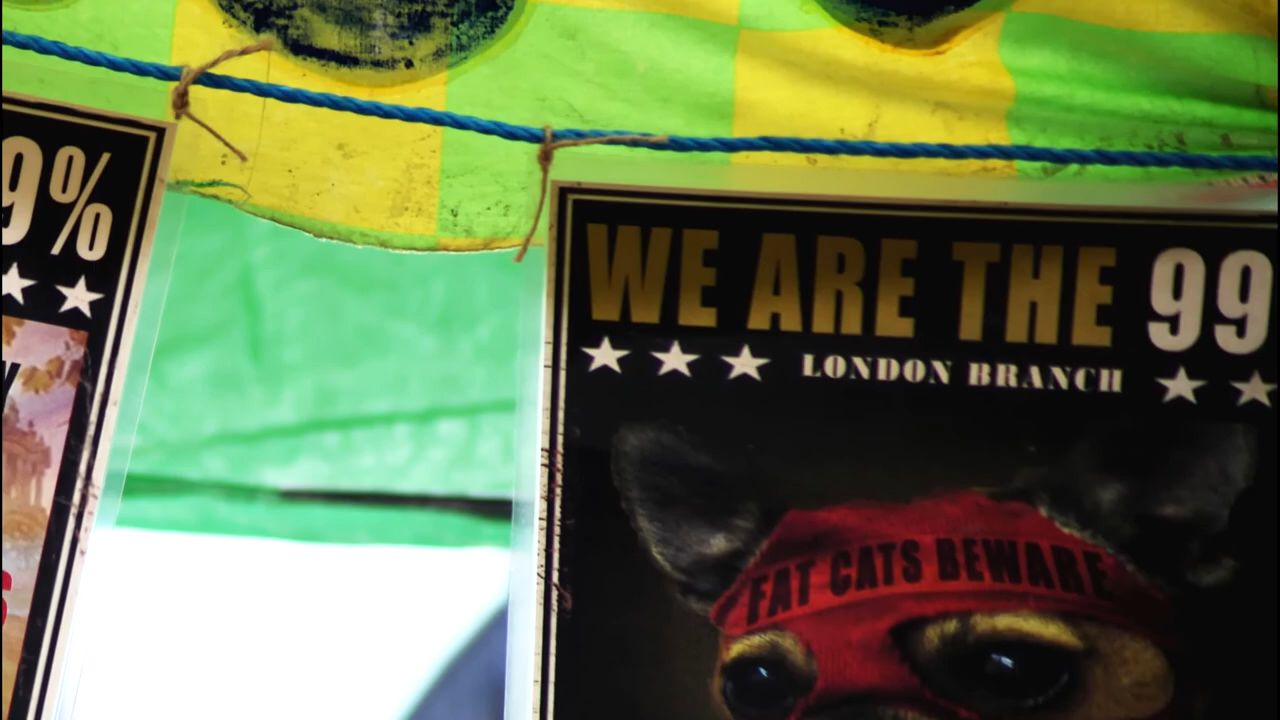 9%
WE ARE THE 99
LONDON BRANCH
FAT CATS BEWARE